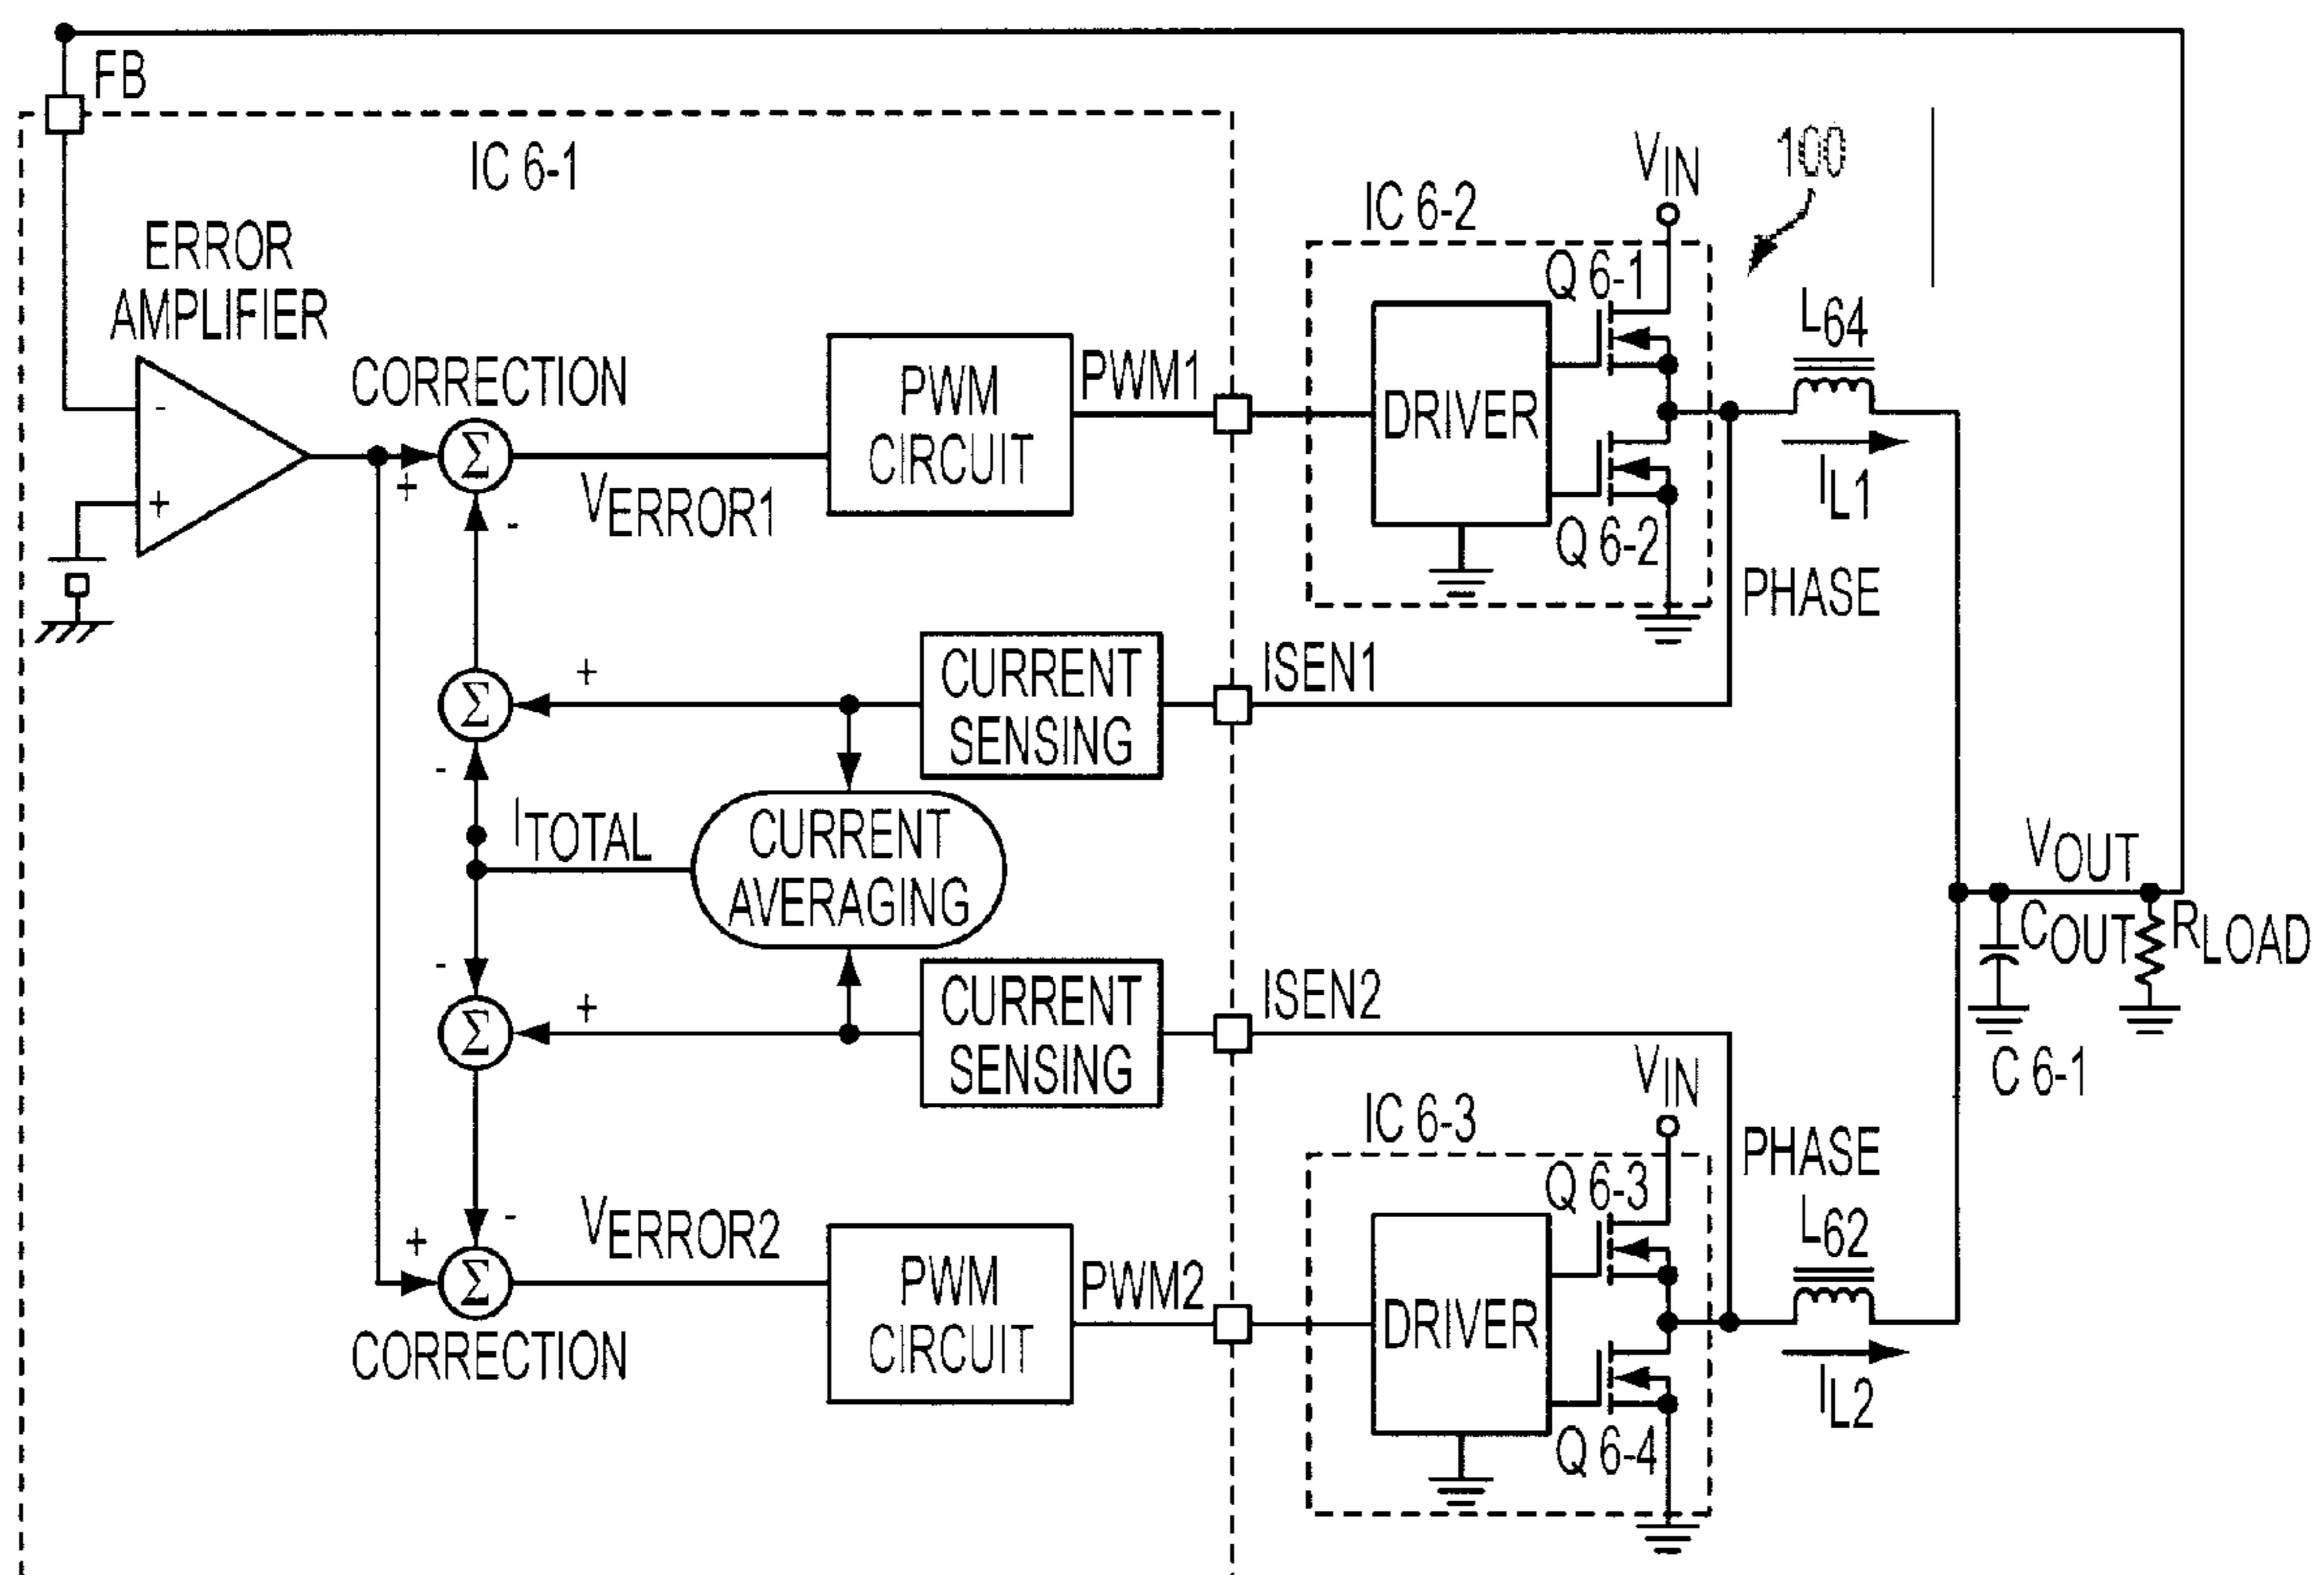 FB
IC 6-1
ERROR
AMPLIFIER
-
+
CORRECTION
+
-
VERROR1
PWM
CIRCUIT
PWM1
IC 6-2
VIN
100
Q 6-1
DRIVER
Q 6-2
L64
IL1
PHASE
Σ
Σ
+
CURRENT
SENSING
ISEN1
-
ITOTAL
CURRENT
AVERAGING
VOUT
COUT
RLOAD
C 6-1
-
Σ
+
CURRENT
SENSING
ISEN2
VIN
IC 6-3
PHASE
Q 6-3
DRIVER
Q 6-4
L62
IL2
-
+
Σ
VERROR2
PWM
CIRCUIT
PWM2
CORRECTION